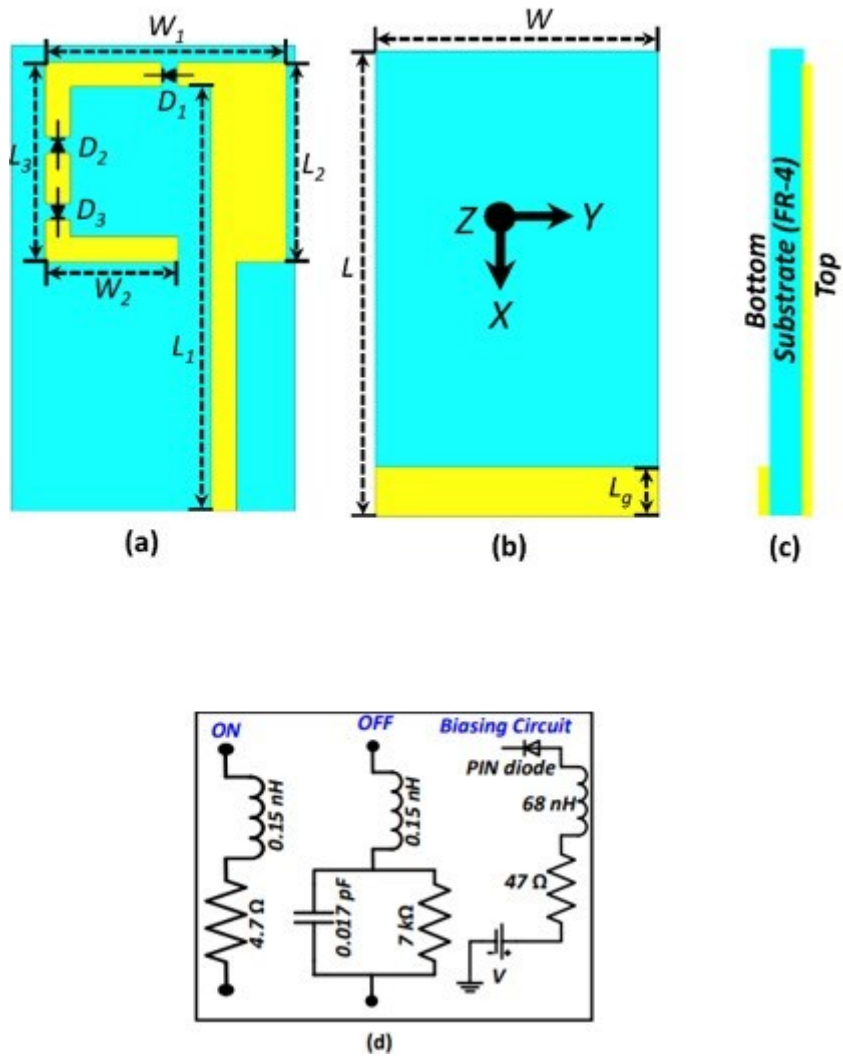 W1
D1
L3
D2
L2
D3
W2
L1
(a)
W
Z
Y
X
L
Lg
(b)
Bottom
Substrate (FR-4)
Top
(c)
ON
0.15 nH
4.7 Ω
OFF
0.15 nH
0.017 pF
7 kΩ
Biasing Circuit
PIN diode
68 nH
47 Ω
- +
V
(d)